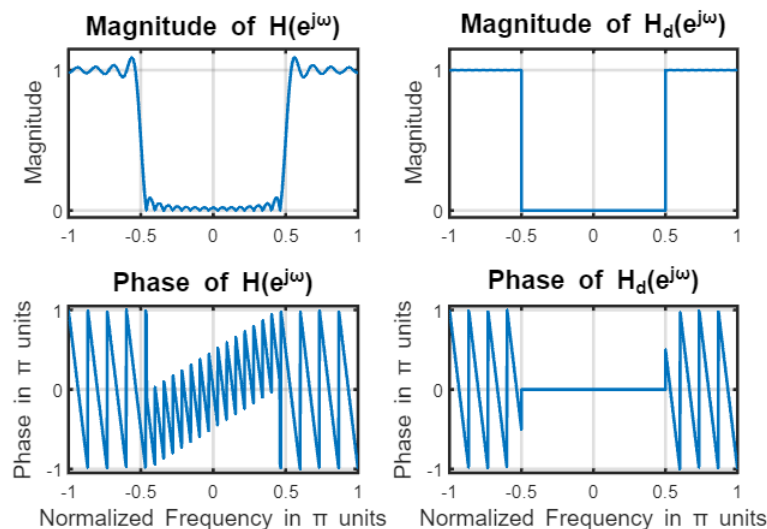 Magnitude of H(e^jω)
Magnitude
1
0
-1 -0.5 0 0.5 1
Magnitude of H_d(e^jω)
Magnitude
1
0
-1 -0.5 0 0.5 1
Phase of H(e^jω)
Phase in π units
1
0
-1
-1 -0.5 0 0.5 1
Normalized Frequency in π units
Phase of H_d(e^jω)
Phase in π units
1
0
-1
-1 -0.5 0 0.5 1
Normalized Frequency in π units